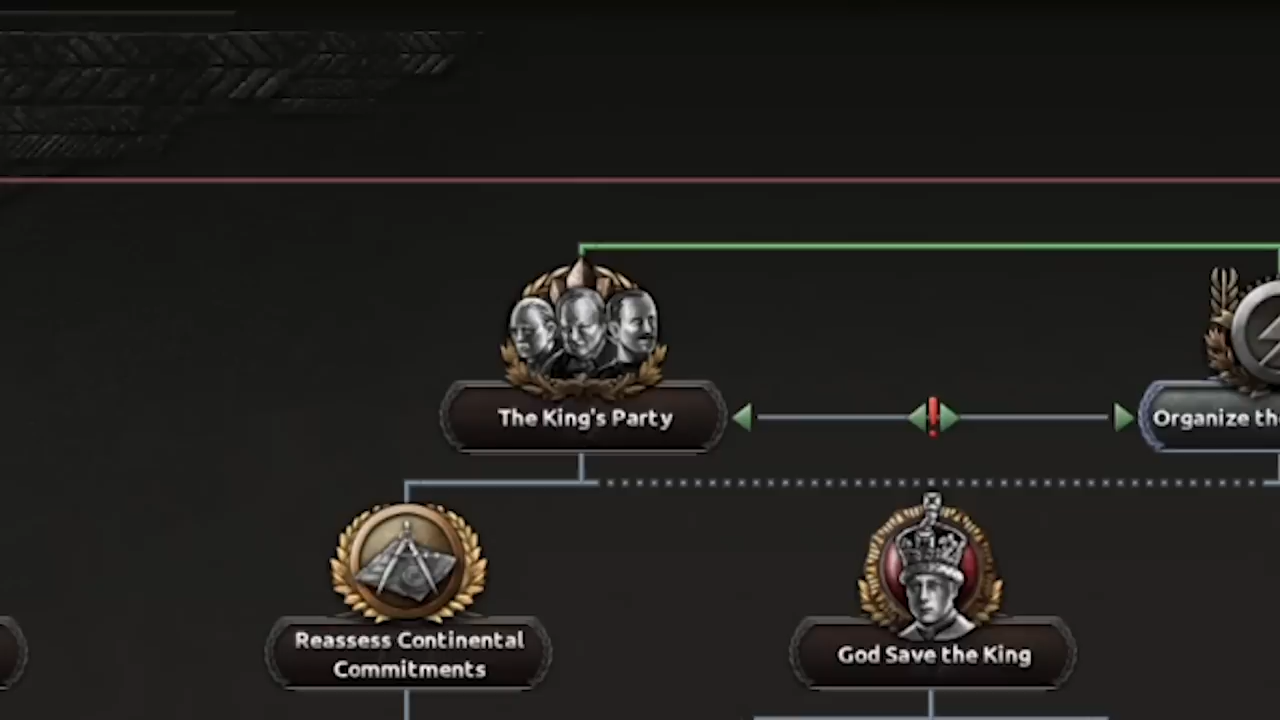 The King's Party
Organize th
Reassess Continental
Commitments
God Save the King